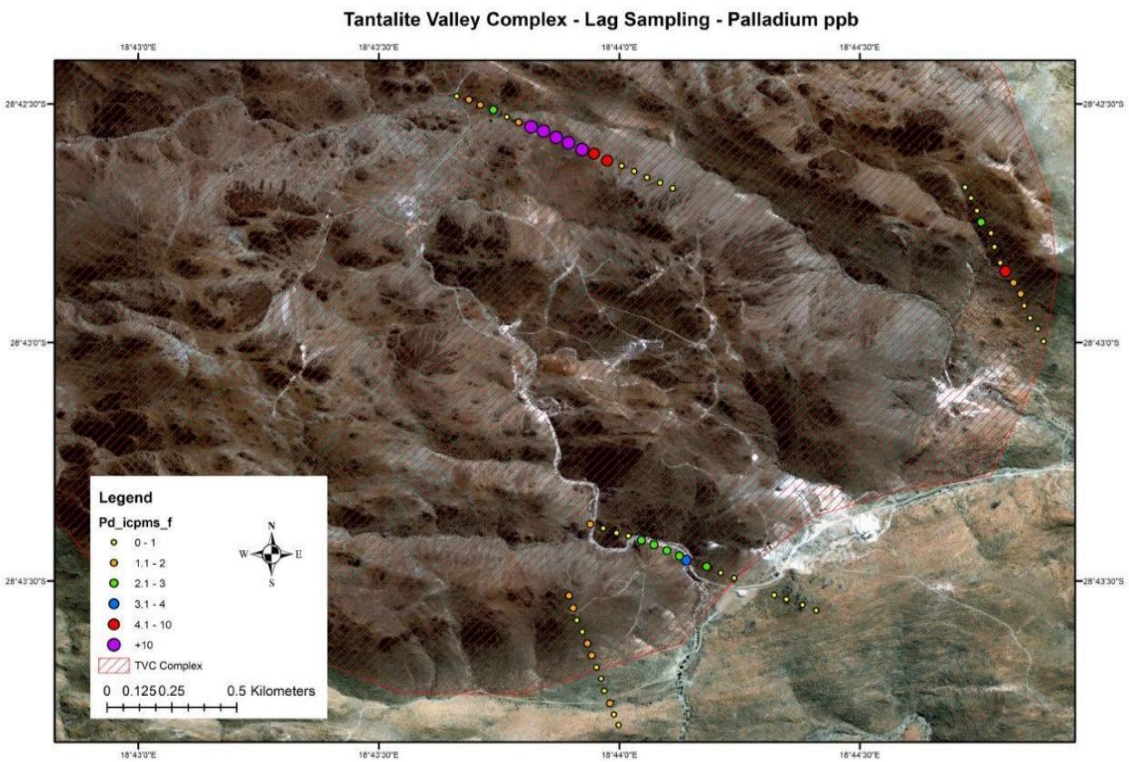 Tantalite Valley Complex - Lag Sampling - Palladium ppb
18°43'0"E 18°43'30"E 18°44'0"E 18°44'30"E
28°42'30"S 28°42'30"S
28°43'0"S 28°43'0"S
28°43'30"S 28°43'30"S
Legend
Pd_icpms_f
0 - 1
1.1 - 2
2.1 - 3
3.1 - 4
4.1 - 10
+10
TVC Complex
N
W E
S
0 0.125 0.25 0.5 Kilometers
18°43'0"E 18°43'30"E 18°44'0"E 18°44'30"E